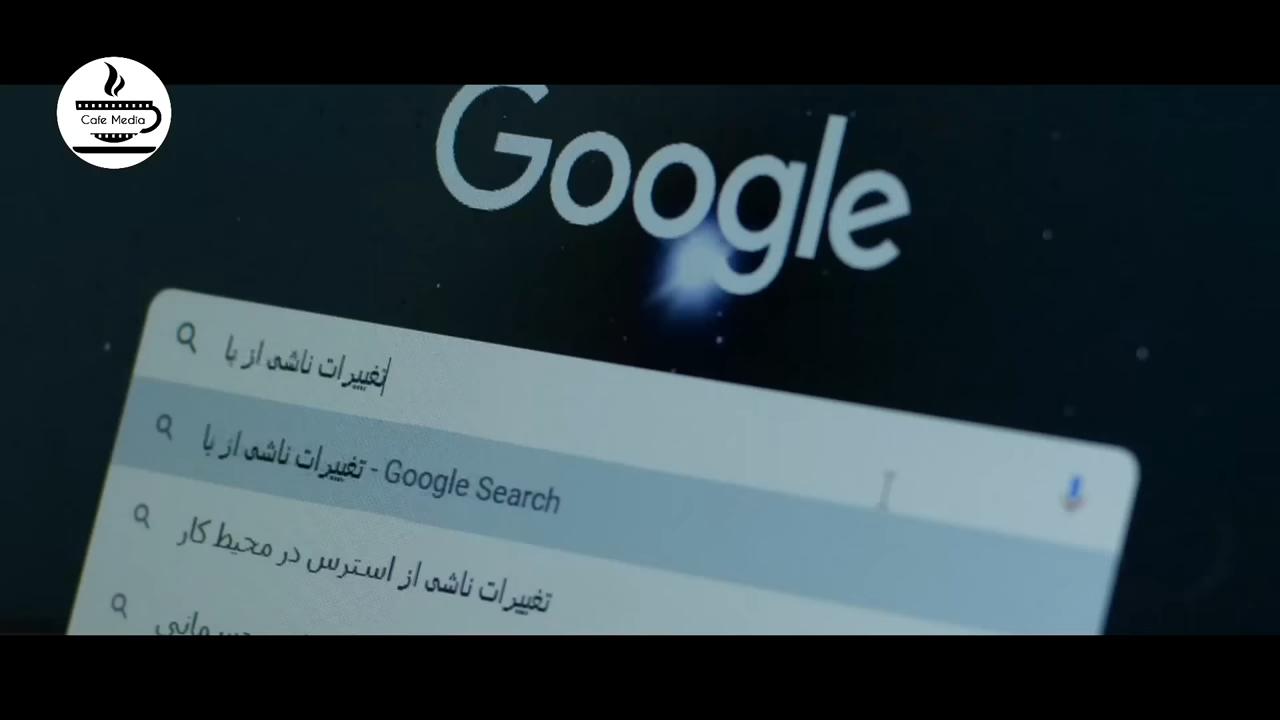 Cafe Media
Google
تغییرات ناشی از با
تغییرات ناشی از با - Google Search
تغییرات ناشی از استرس در محیط کار
جسمانی